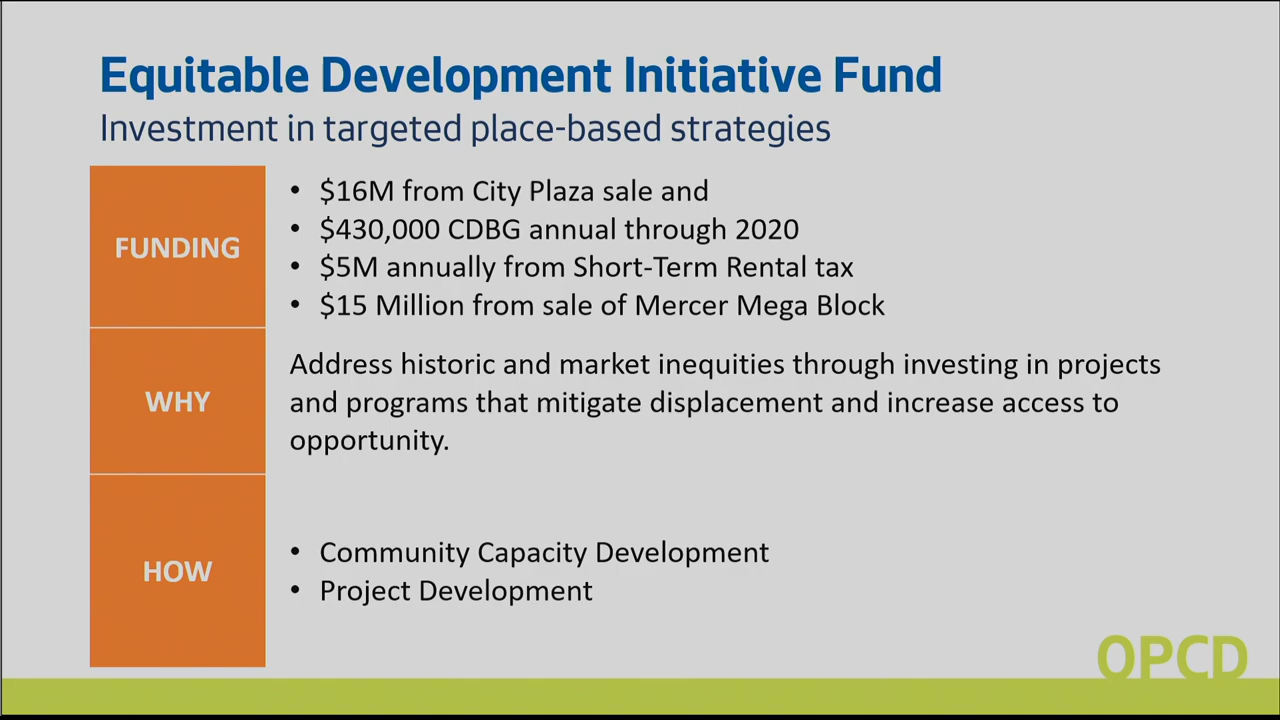 Equitable Development Initiative Fund
Investment in targeted place-based strategies
FUNDING
• $16M from City Plaza sale and
• $430,000 CDBG annual through 2020
• $5M annually from Short-Term Rental tax
• $15 Million from sale of Mercer Mega Block
WHY
Address historic and market inequities through investing in projects
and programs that mitigate displacement and increase access to
opportunity.
HOW
• Community Capacity Development
• Project Development
OPCD